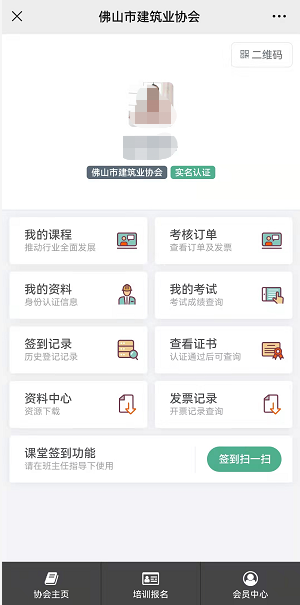 佛山市建筑业协会
二维码
佛山市建筑业协会 实名认证
我的课程 考核订单
推动行业全面发展 查看订单及发票
我的资料 我的考试
身份认证信息 考试成绩查询
签到记录 查看证书
历史登记记录 认证通过后可查询
资料中心 发票记录
资源下载 开票记录查询
课堂签到功能
请在班主任指导下使用
签到扫一扫
协会主页 培训报名 会员中心